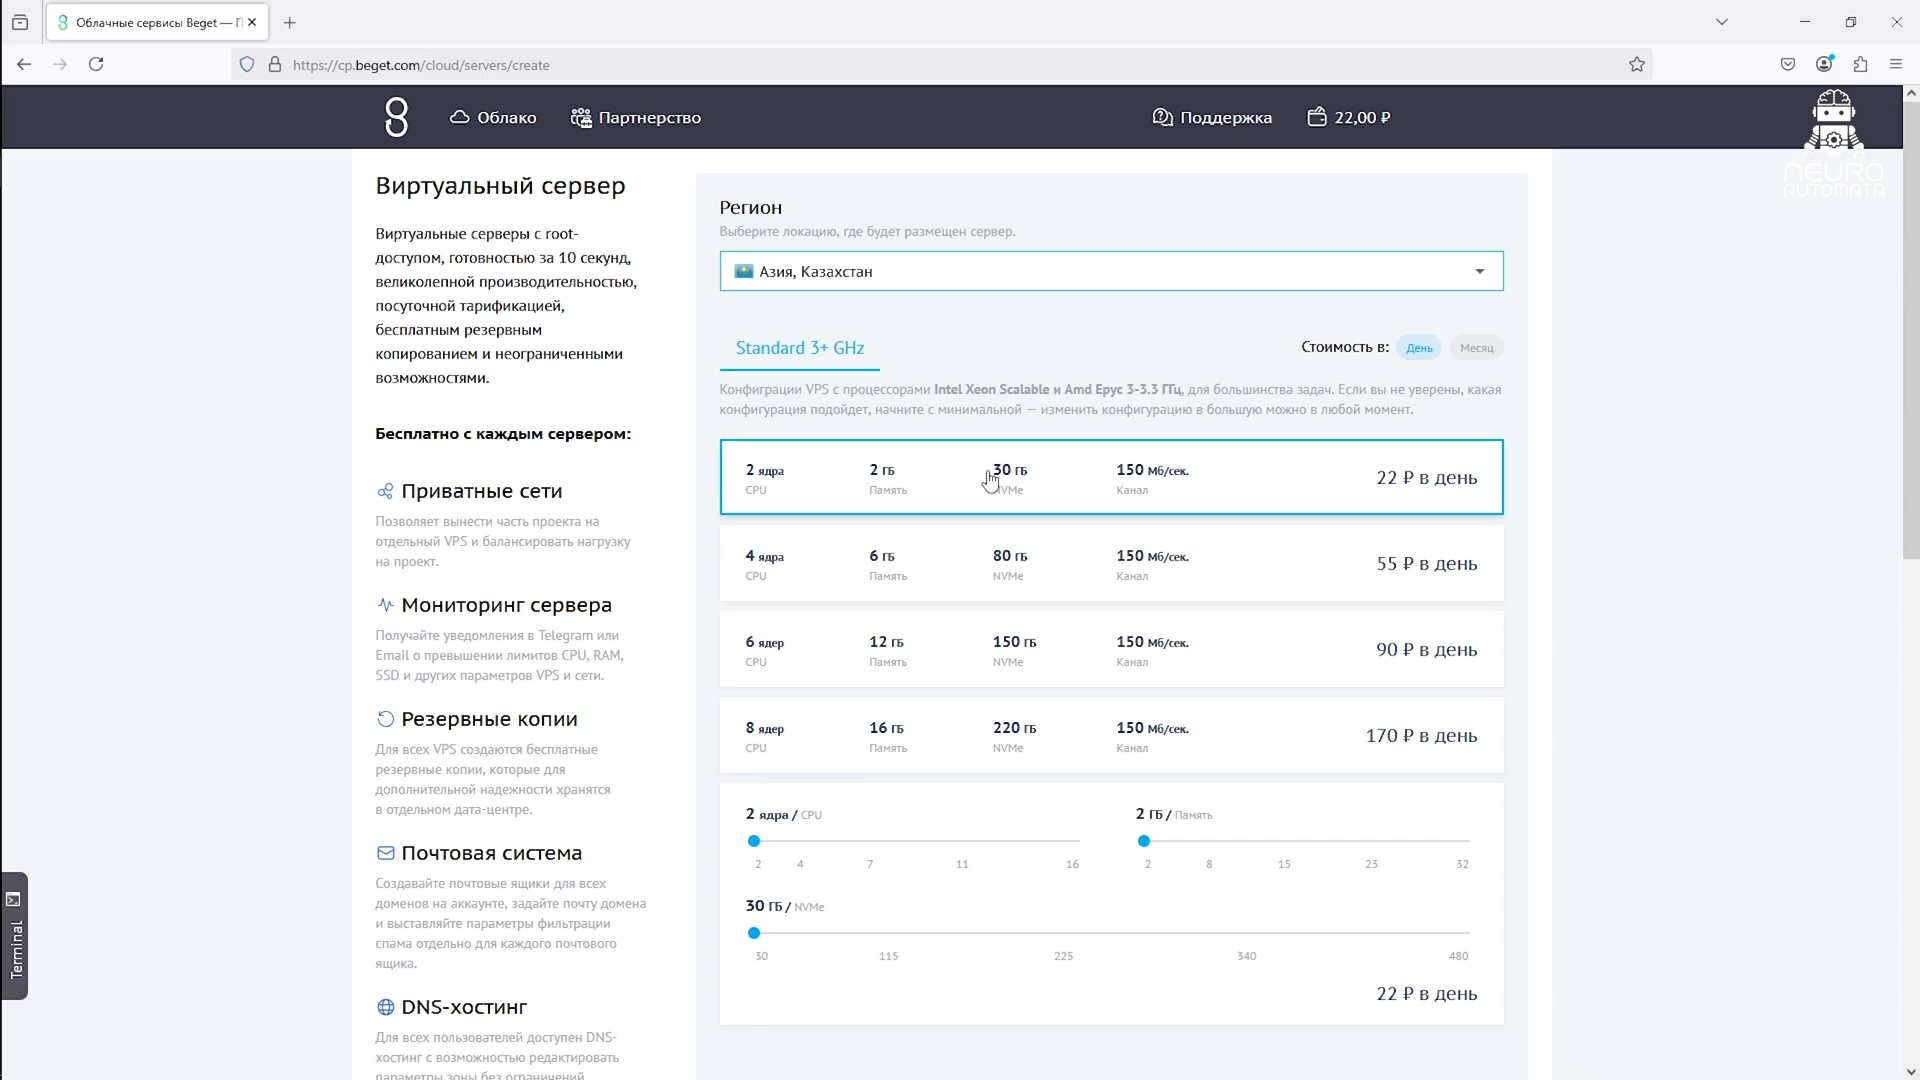 Облачные сервисы Beget — П
https://cp.beget.com/cloud/servers/create
Облако
Партнерство
Поддержка
22,00 ₽
NEURO
AUTOMATA
Виртуальный сервер
Виртуальные серверы с root-
доступом, готовностью за 10 секунд,
великолепной производительностью,
посуточной тарификацией,
бесплатным резервным
копированием и неограниченными
возможностями.
Бесплатно с каждым сервером:
Приватные сети
Позволяет вынести часть проекта на
отдельный VPS и балансировать нагрузку
на проект.
Мониторинг сервера
Получайте уведомления в Telegram или
Email о превышении лимитов CPU, RAM,
SSD и других параметров VPS и сети.
Резервные копии
Для всех VPS создаются бесплатные
резервные копии, которые для
дополнительной надежности хранятся
в отдельном дата-центре.
Почтовая система
Создавайте почтовые ящики для всех
доменов на аккаунте, задайте почту домена
и выставляйте параметры фильтрации
спама отдельно для каждого почтового
ящика.
DNS-хостинг
Для всех пользователей доступен DNS-
хостинг с возможностью редактировать
параметры зоны без ограничений
Terminal
Регион
Выберите локацию, где будет размещен сервер.
Азия, Казахстан
Standard 3+ GHz
Стоимость в: День Месяц
Конфиграции VPS с процессорами Intel Xeon Scalable и Amd Epyc 3-3.3 ГГц, для большинства задач. Если вы не уверены, какая
конфигурация подойдет, начните с минимальной — изменить конфигурацию в большую можно в любой момент.
2 ядра 2 ГБ 30 ГБ 150 Мб/сек.
22 ₽ в день
CPU Память NVMe Канал
4 ядра 6 ГБ 80 ГБ 150 Мб/сек.
55 ₽ в день
CPU Память NVMe Канал
6 ядер 12 ГБ 150 ГБ 150 Мб/сек.
90 ₽ в день
CPU Память NVMe Канал
8 ядер 16 ГБ 220 ГБ 150 Мб/сек.
170 ₽ в день
CPU Память NVMe Канал
2 ядра / CPU
2 4 7 11 16
2 ГБ / Память
2 8 15 23 32
30 ГБ / NVMe
30 115 225 340 480
22 ₽ в день